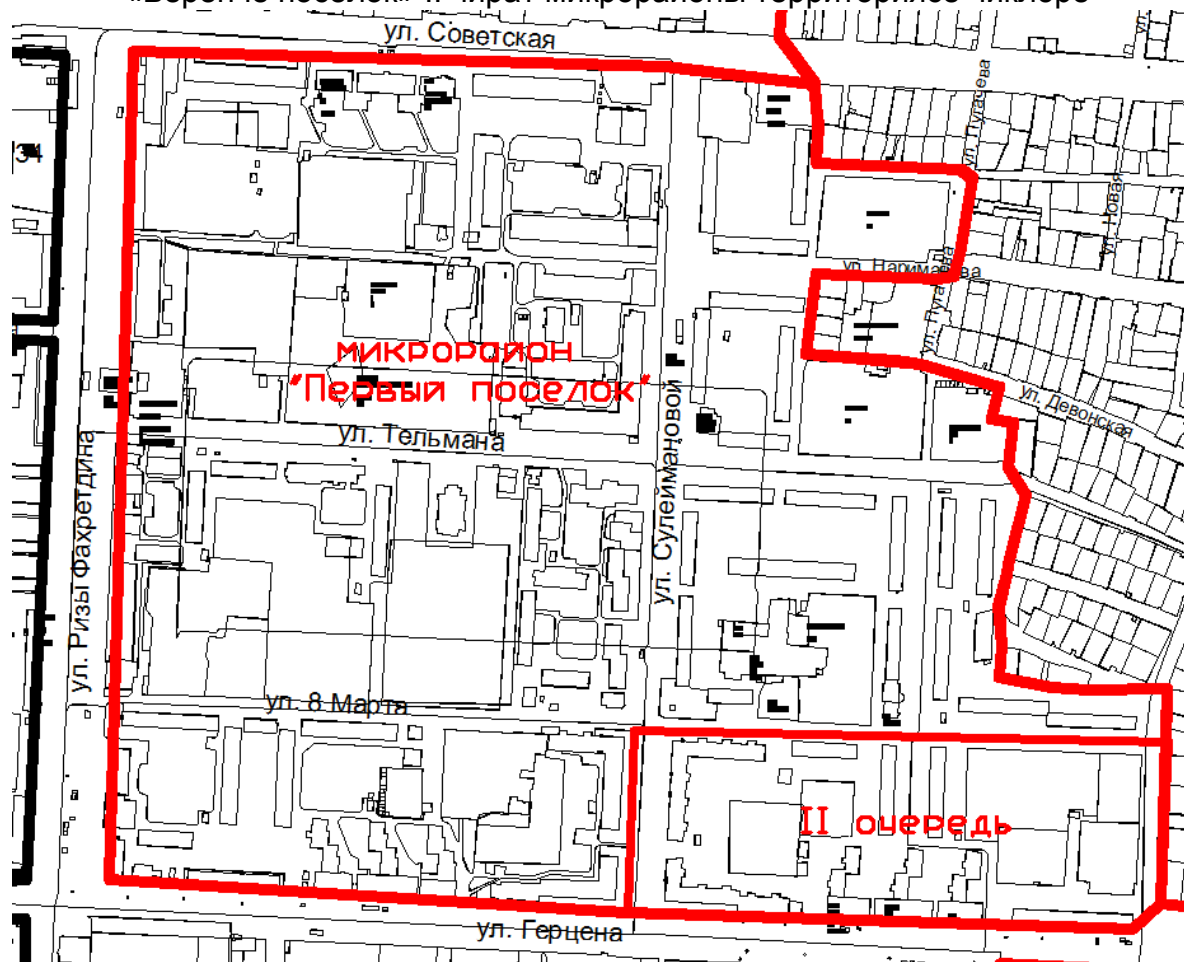 ул. Советская
ул. Пугачева
34
ул. Новая
ул. Нариманова
ул. Пугачева
микрорайон
"Первый поселок"
ул. Девонская
ул. Тельмана
ул. Сулеймановой
ул. Ризы Фахретдина
ул. 8 Марта
II очередь
ул. Герцена